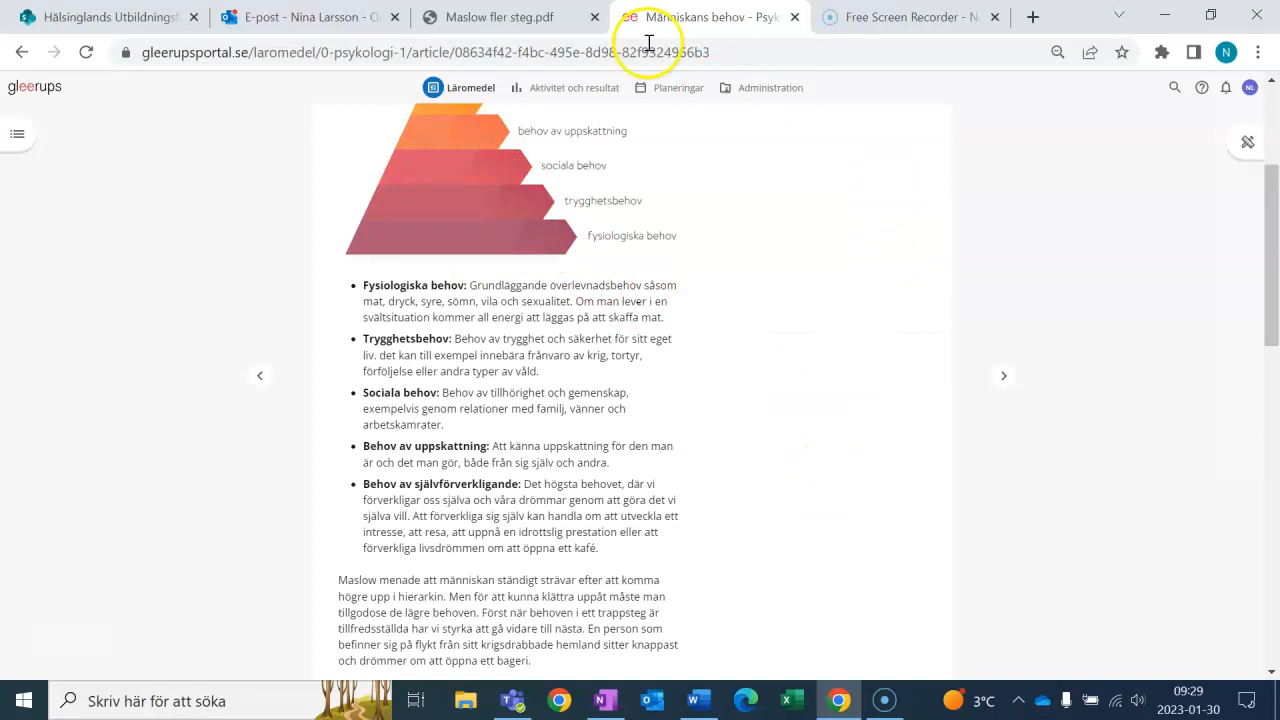 Hälsinglands Utbildningsf
E-post - Nina Larsson - O
Maslow fler steg.pdf
Människans behov - Psyk
Free Screen Recorder - N
gleerupsportal.se/laromedel/0-psykologi-1/article/08634f42-f4bc-495e-8d98-82f9324966b3
N
gleerups
Läromedel
Aktivitet och resultat
Planeringar
Administration
NL
behov av uppskattning
sociala behov
trygghetsbehov
fysiologiska behov
Fysiologiska behov: Grundläggande överlevnadsbehov såsom
mat, dryck, syre, sömn, vila och sexualitet. Om man lever i en
svältsituation kommer all energi att läggas på att skaffa mat.
Trygghetsbehov: Behov av trygghet och säkerhet för sitt eget
liv. det kan till exempel innebära frånvaro av krig, tortyr,
förföljelse eller andra typer av våld.
Sociala behov: Behov av tillhörighet och gemenskap,
exempelvis genom relationer med familj, vänner och
arbetskamrater.
Behov av uppskattning: Att känna uppskattning för den man
är och det man gör, både från sig själv och andra.
Behov av självförverkligande: Det högsta behovet, där vi
förverkligar oss själva och våra drömmar genom att göra det vi
själva vill. Att förverkliga sig själv kan handla om att utveckla ett
intresse, att resa, att uppnå en idrottslig prestation eller att
förverkliga livsdrömmen om att öppna ett kafé.
Maslow menade att människan ständigt strävar efter att komma
högre upp i hierarkin. Men för att kunna klättra uppåt måste man
tillgodose de lägre behoven. Först när behoven i ett trappsteg är
tillfredsställda har vi styrka att gå vidare till nästa. En person som
befinner sig på flykt från sitt krigsdrabbade hemland sitter knappast
och drömmer om att öppna ett bageri.
Skriv här för att söka
3°C
09:29
2023-01-30